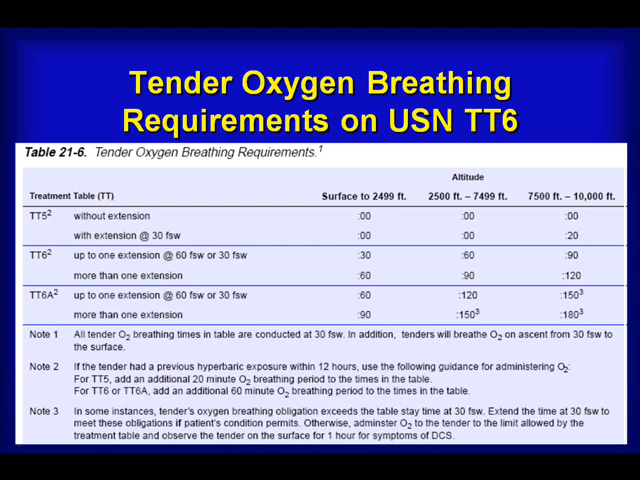 Tender Oxygen Breathing
Requirements on USN TT6
Table 21-6. Tender Oxygen Breathing Requirements.1
Altitude
Treatment Table (TT) Surface to 2499 ft. 2500 ft. – 7499 ft. 7500 ft. – 10,000 ft.
TT52 without extension :00 :00 :00
with extension @ 30 fsw :00 :00 :20
TT62 up to one extension @ 60 fsw or 30 fsw :30 :60 :90
more than one extension :60 :90 :120
TT6A2 up to one extension @ 60 fsw or 30 fsw :60 :120 :1503
more than one extension :90 :1503 :1803
Note 1 All tender O2 breathing times in table are conducted at 30 fsw. In addition, tenders will breathe O2 on ascent from 30 fsw to
the surface.
Note 2 If the tender had a previous hyperbaric exposure within 12 hours, use the following guidance for administering O2:
For TT5, add an additional 20 minute O2 breathing period to the times in the table.
For TT6 or TT6A, add an additional 60 minute O2 breathing period to the times in the table.
Note 3 In some instances, tender's oxygen breathing obligation exceeds the table stay time at 30 fsw. Extend the time at 30 fsw to
meet these obligations if patient's condition permits. Otherwise, adminster O2 to the tender to the limit allowed by the
treatment table and observe the tender on the surface for 1 hour for symptoms of DCS.